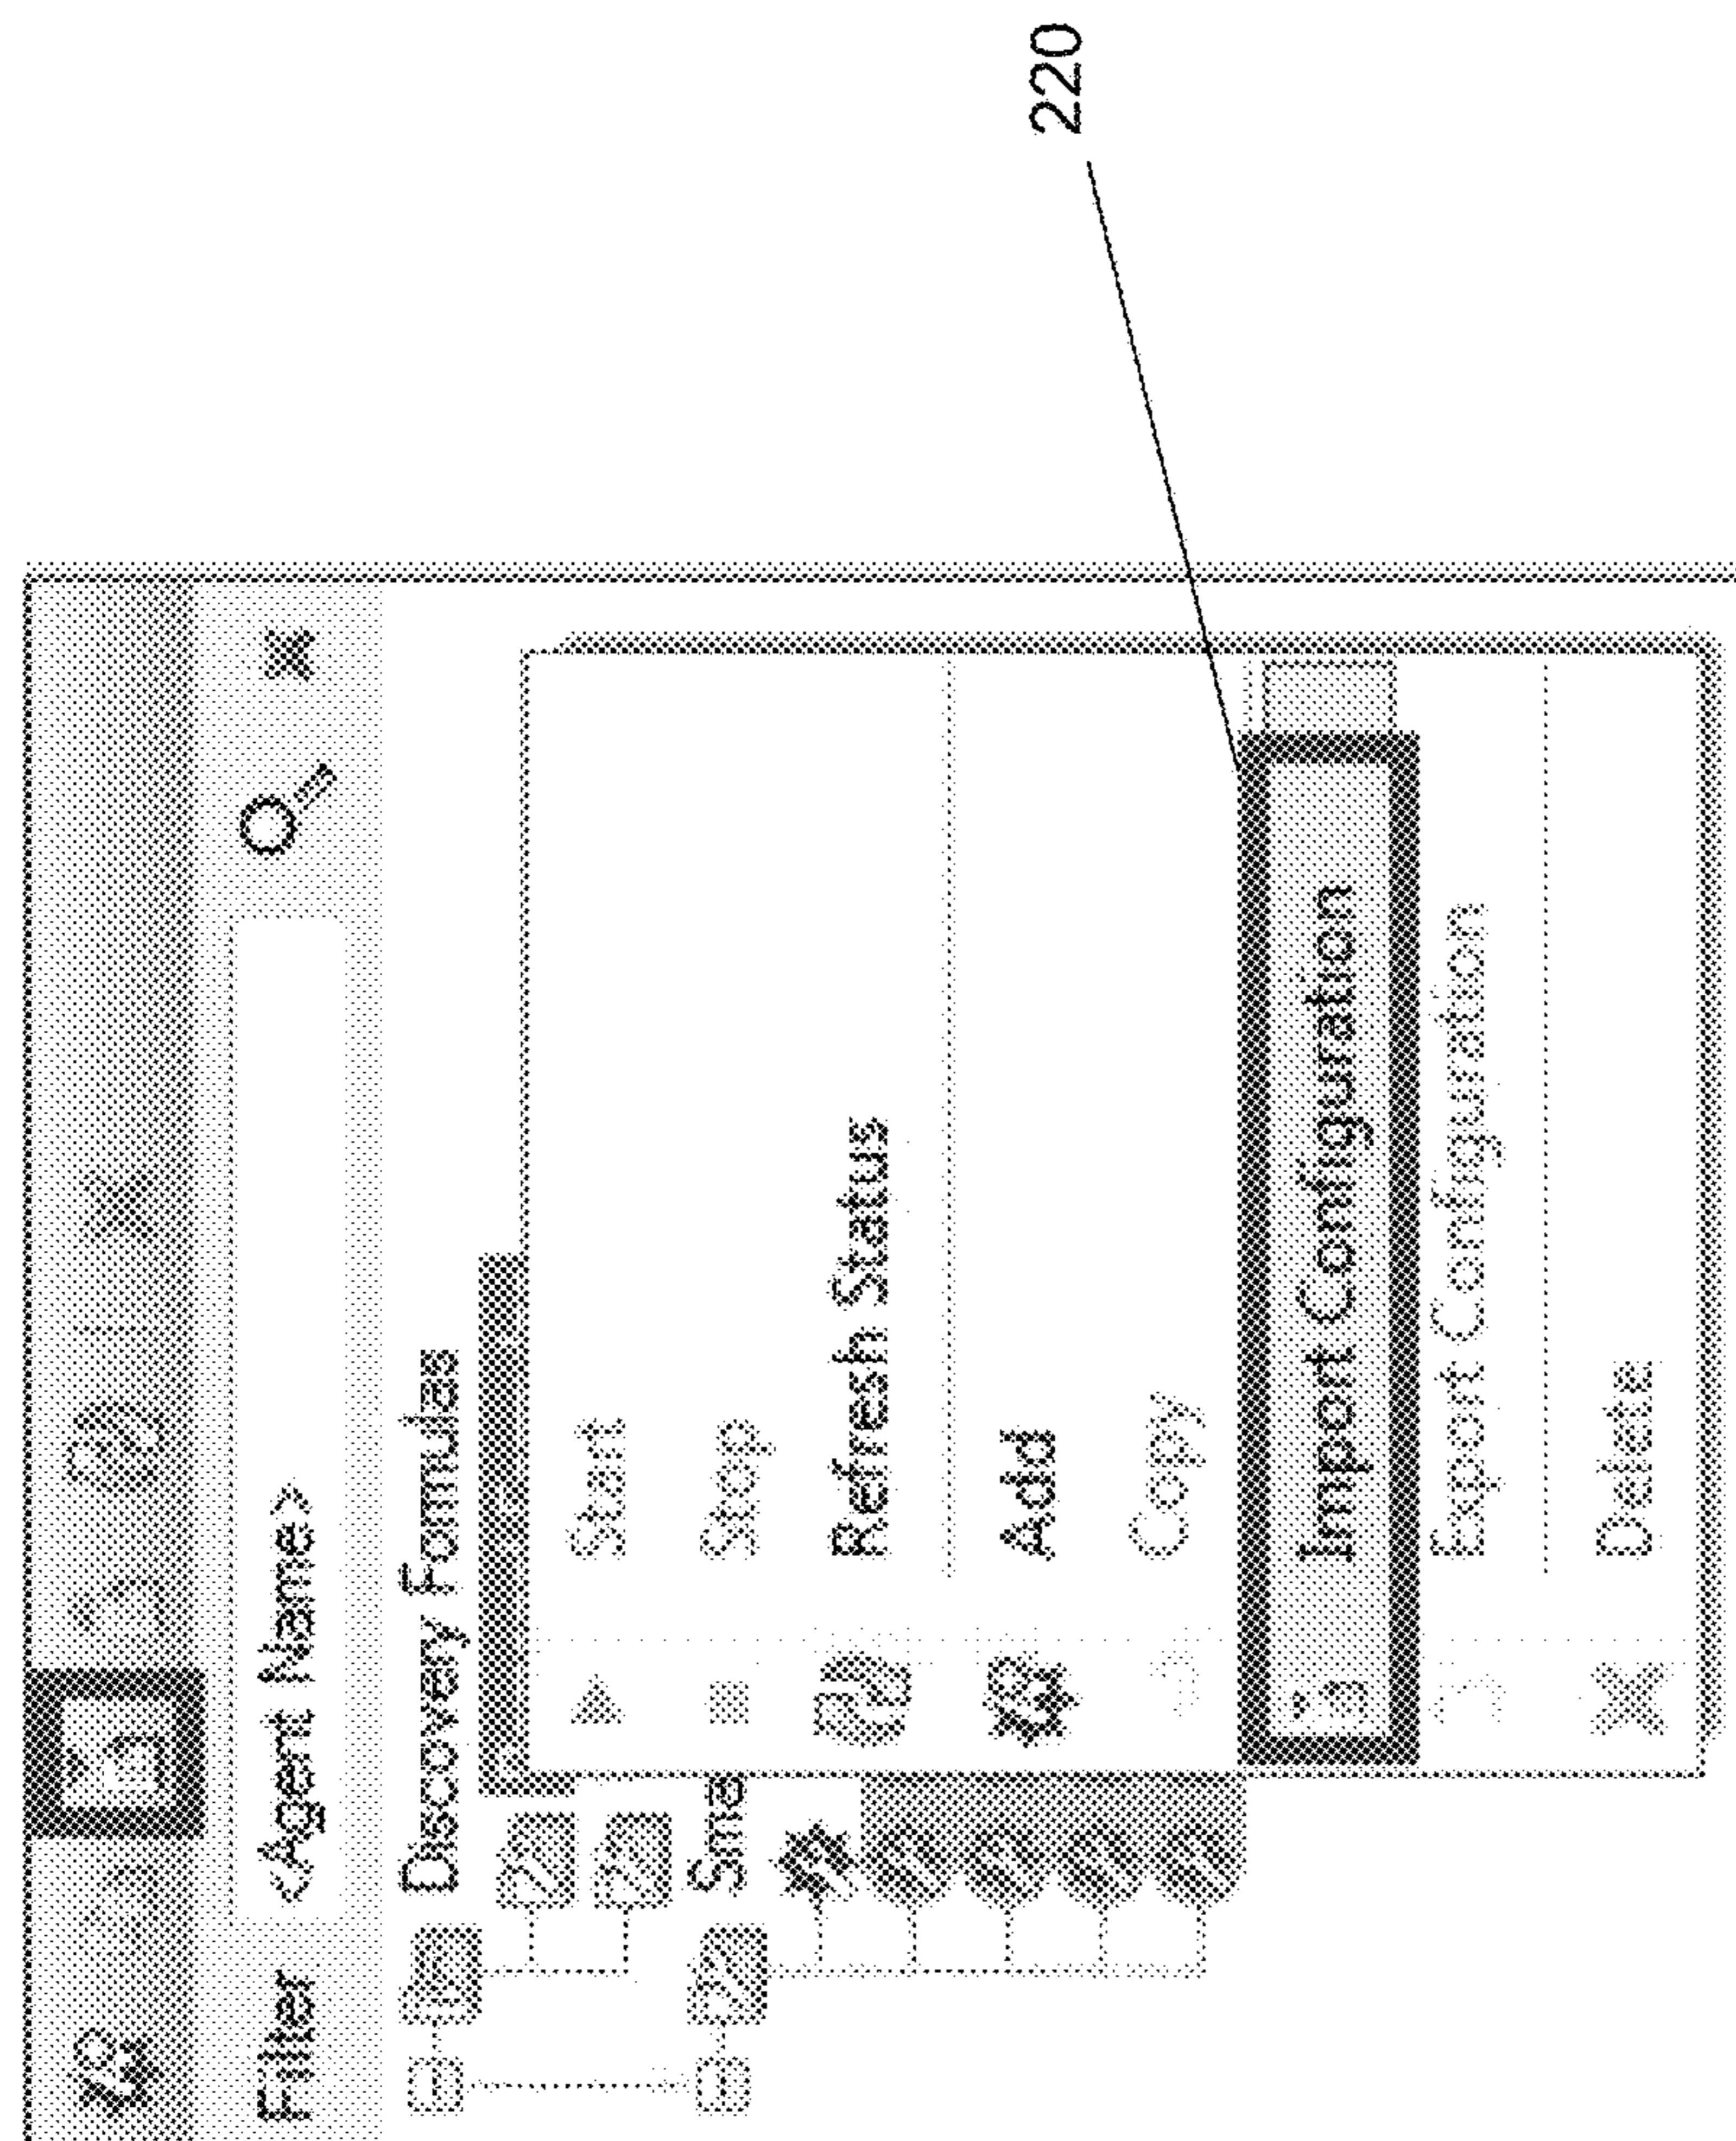 Filter <Agent Name>
Discovery Formulas
Sma
Start
Stop
Refresh Status
Add
Copy
Import Configuration
Export Configuration
Delete
220